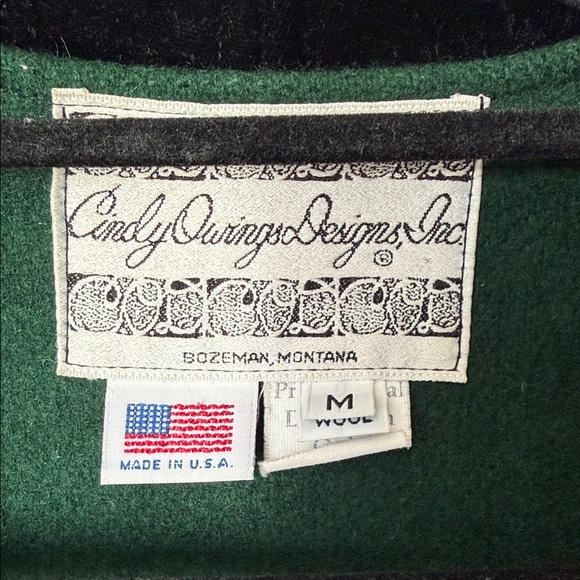 Cindy Owings Designs, Inc.
®
BOZEMAN, MONTANA
M
WOOL
MADE IN U.S.A.